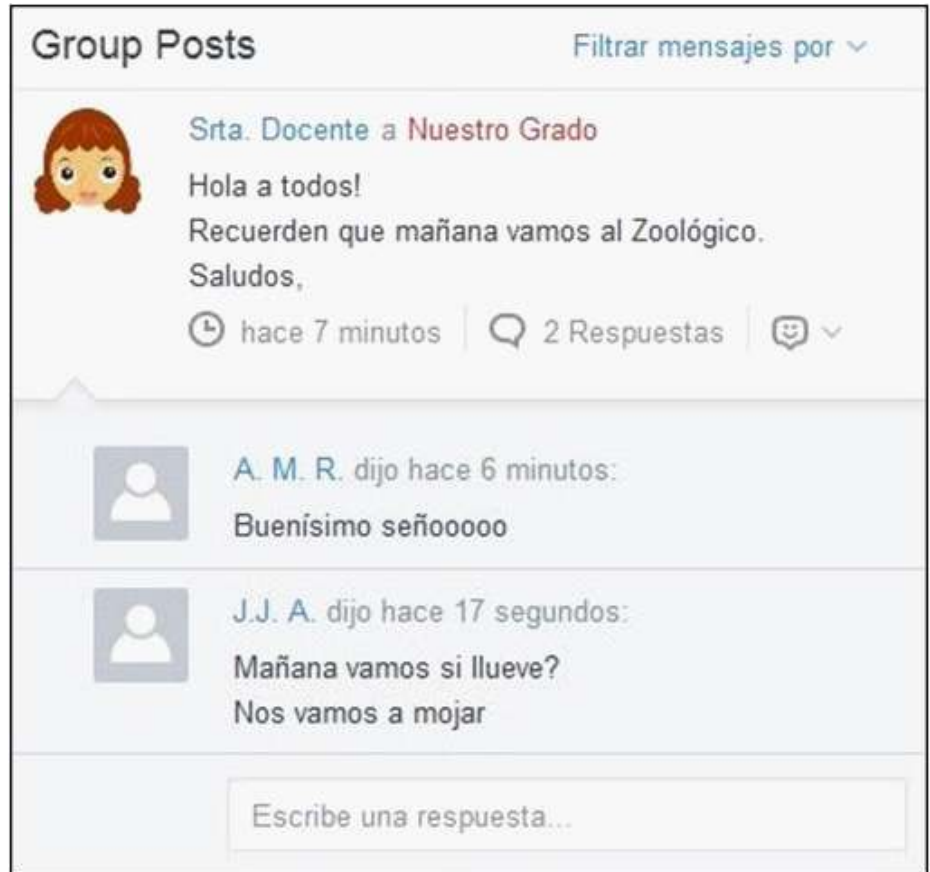 Group Posts
Filtrar mensajes por
Srta. Docente a Nuestro Grado
Hola a todos!
Recuerden que mañana vamos al Zoológico.
Saludos,
hace 7 minutos
2 Respuestas
A. M. R. dijo hace 6 minutos:
Buenísimo señooooo
J.J. A. dijo hace 17 segundos:
Mañana vamos si llueve?
Nos vamos a mojar
Escribe una respuesta...